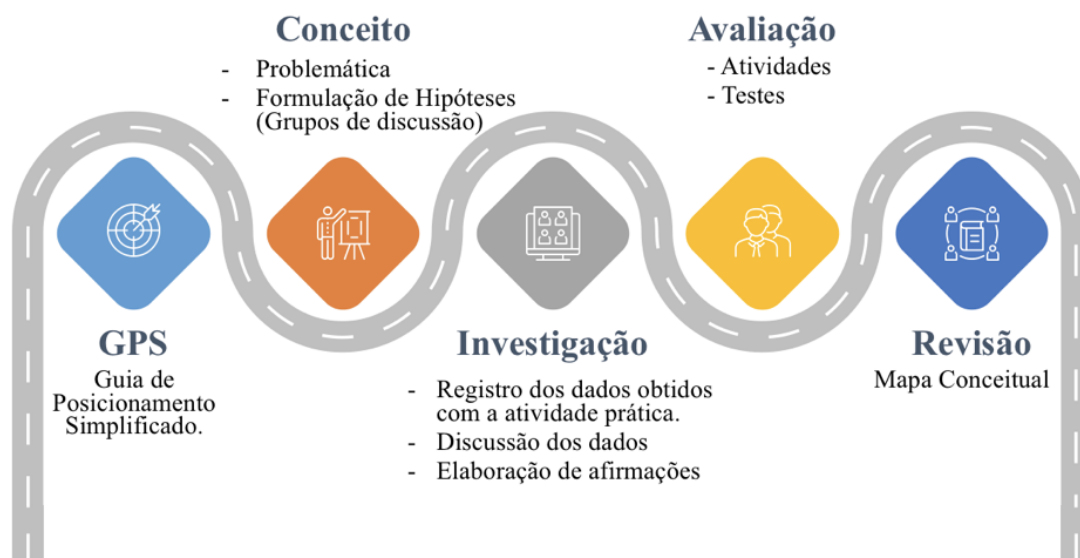 GPS
Guia de
Posicionamento
Simplificado.
Conceito
- Problemática
- Formulação de Hipóteses
(Grupos de discussão)
Investigação
- Registro dos dados obtidos
com a atividade prática.
- Discussão dos dados
- Elaboração de afirmações
Avaliação
- Atividades
- Testes
Revisão
Mapa Conceitual